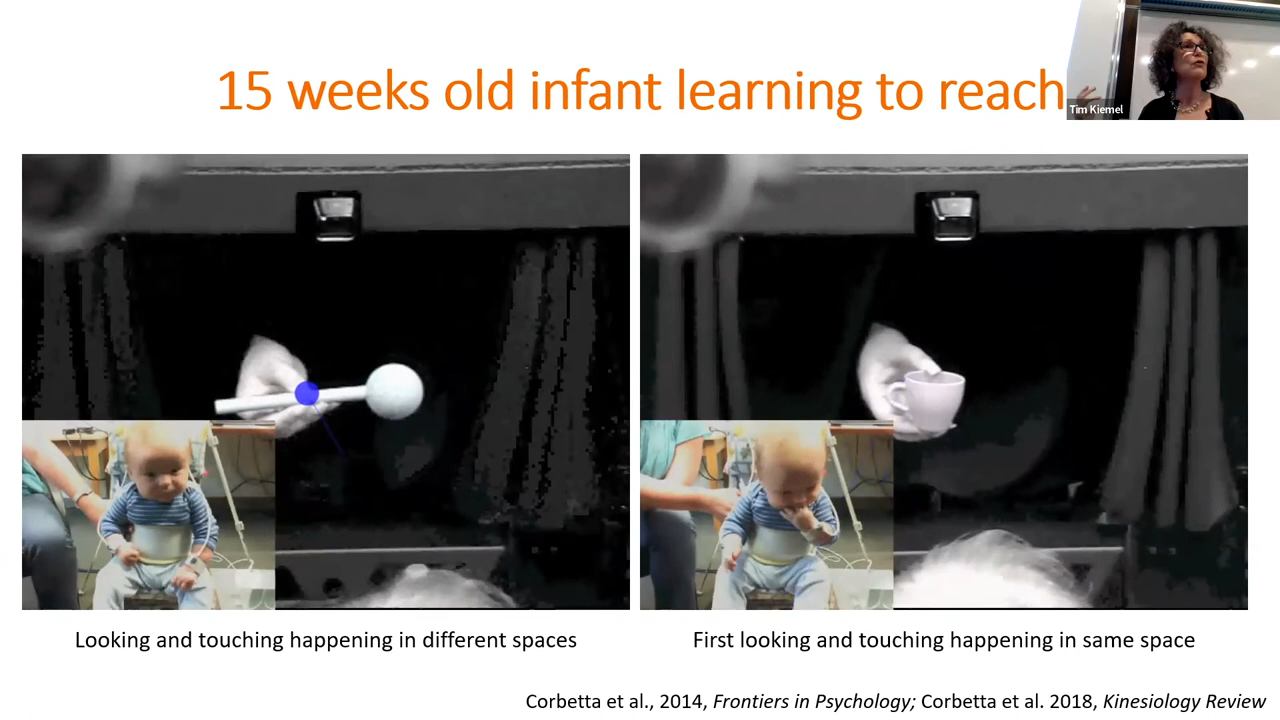 15 weeks old infant learning to reach
Tim Kiemel
Looking and touching happening in different spaces
First looking and touching happening in same space
Corbetta et al., 2014, Frontiers in Psychology; Corbetta et al. 2018, Kinesiology Review